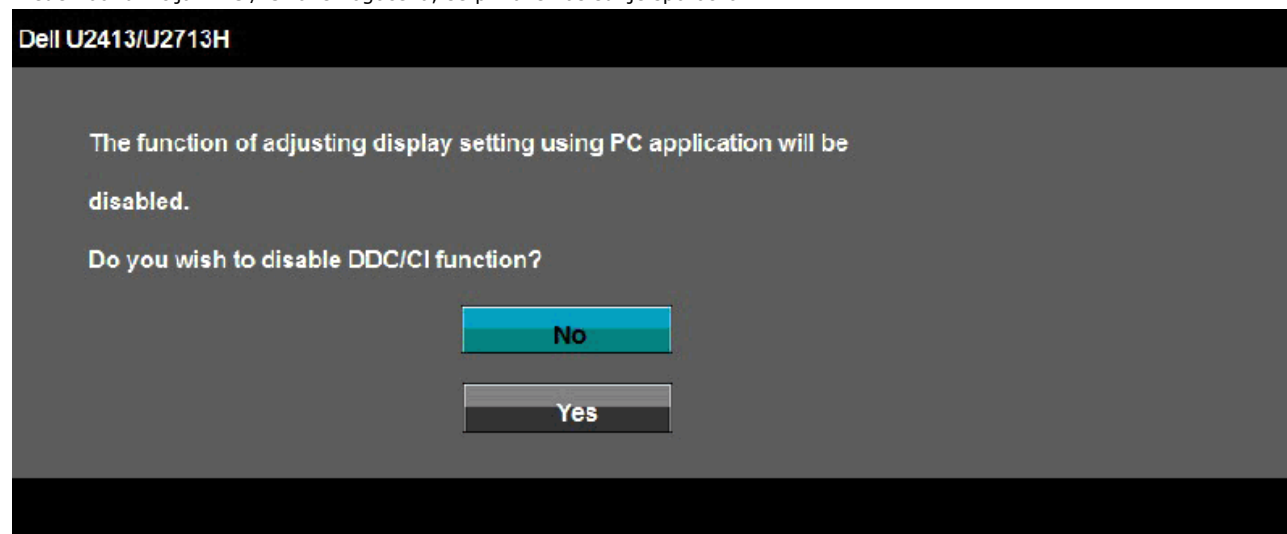 Dell U2413/U2713H
The function of adjusting display setting using PC application will be
disabled.
Do you wish to disable DDC/CI function?
No
Yes